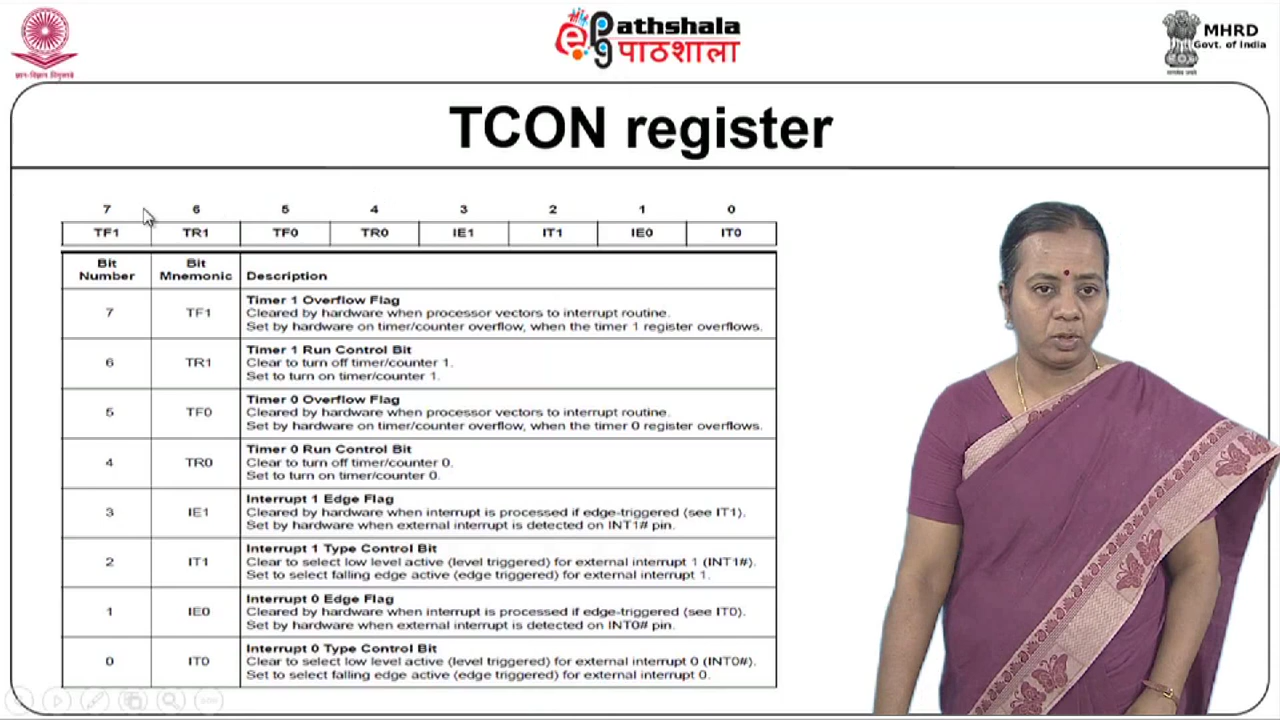 ePg Pathshala
पाठशाला
MHRD
Govt. of India
TCON register
7 6 5 4 3 2 1 0
TF1 TR1 TF0 TR0 IE1 IT1 IE0 IT0
Bit Number Bit Mnemonic Description
7 TF1 Timer 1 Overflow Flag
Cleared by hardware when processor vectors to interrupt routine.
Set by hardware on timer/counter overflow, when the timer 1 register overflows.
6 TR1 Timer 1 Run Control Bit
Clear to turn off timer/counter 1.
Set to turn on timer/counter 1.
5 TF0 Timer 0 Overflow Flag
Cleared by hardware when processor vectors to interrupt routine.
Set by hardware on timer/counter overflow, when the timer 0 register overflows.
4 TR0 Timer 0 Run Control Bit
Clear to turn off timer/counter 0.
Set to turn on timer/counter 0.
3 IE1 Interrupt 1 Edge Flag
Cleared by hardware when interrupt is processed if edge-triggered (see IT1).
Set by hardware when external interrupt is detected on INT1# pin.
2 IT1 Interrupt 1 Type Control Bit
Clear to select low level active (level triggered) for external interrupt 1 (INT1#).
Set to select falling edge active (edge triggered) for external interrupt 1.
1 IE0 Interrupt 0 Edge Flag
Cleared by hardware when interrupt is processed if edge-triggered (see IT0).
Set by hardware when external interrupt is detected on INT0# pin.
0 IT0 Interrupt 0 Type Control Bit
Clear to select low level active (level triggered) for external interrupt 0 (INT0#).
Set to select falling edge active (edge triggered) for external interrupt 0.